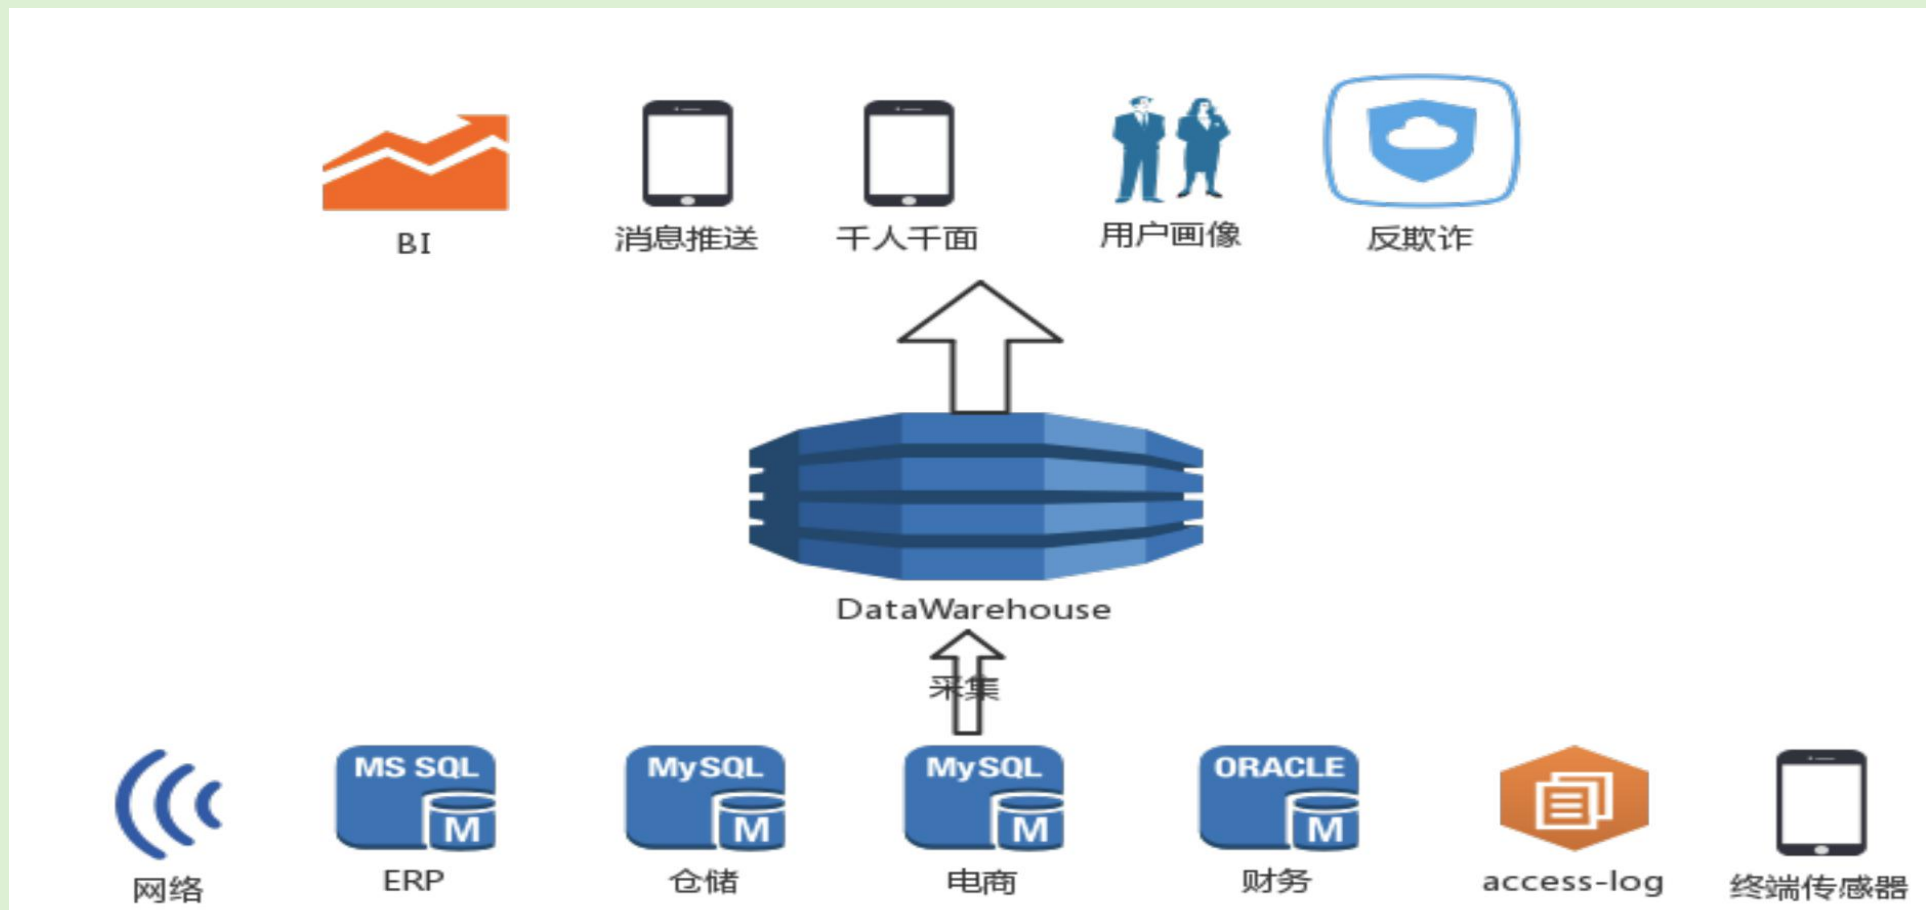 BI
消息推送
千人千面
用户画像
反欺诈
DataWarehouse
采集
MS SQL
M
MySQL
M
MySQL
M
ORACLE
M
网络
ERP
仓储
电商
财务
access-log
终端传感器